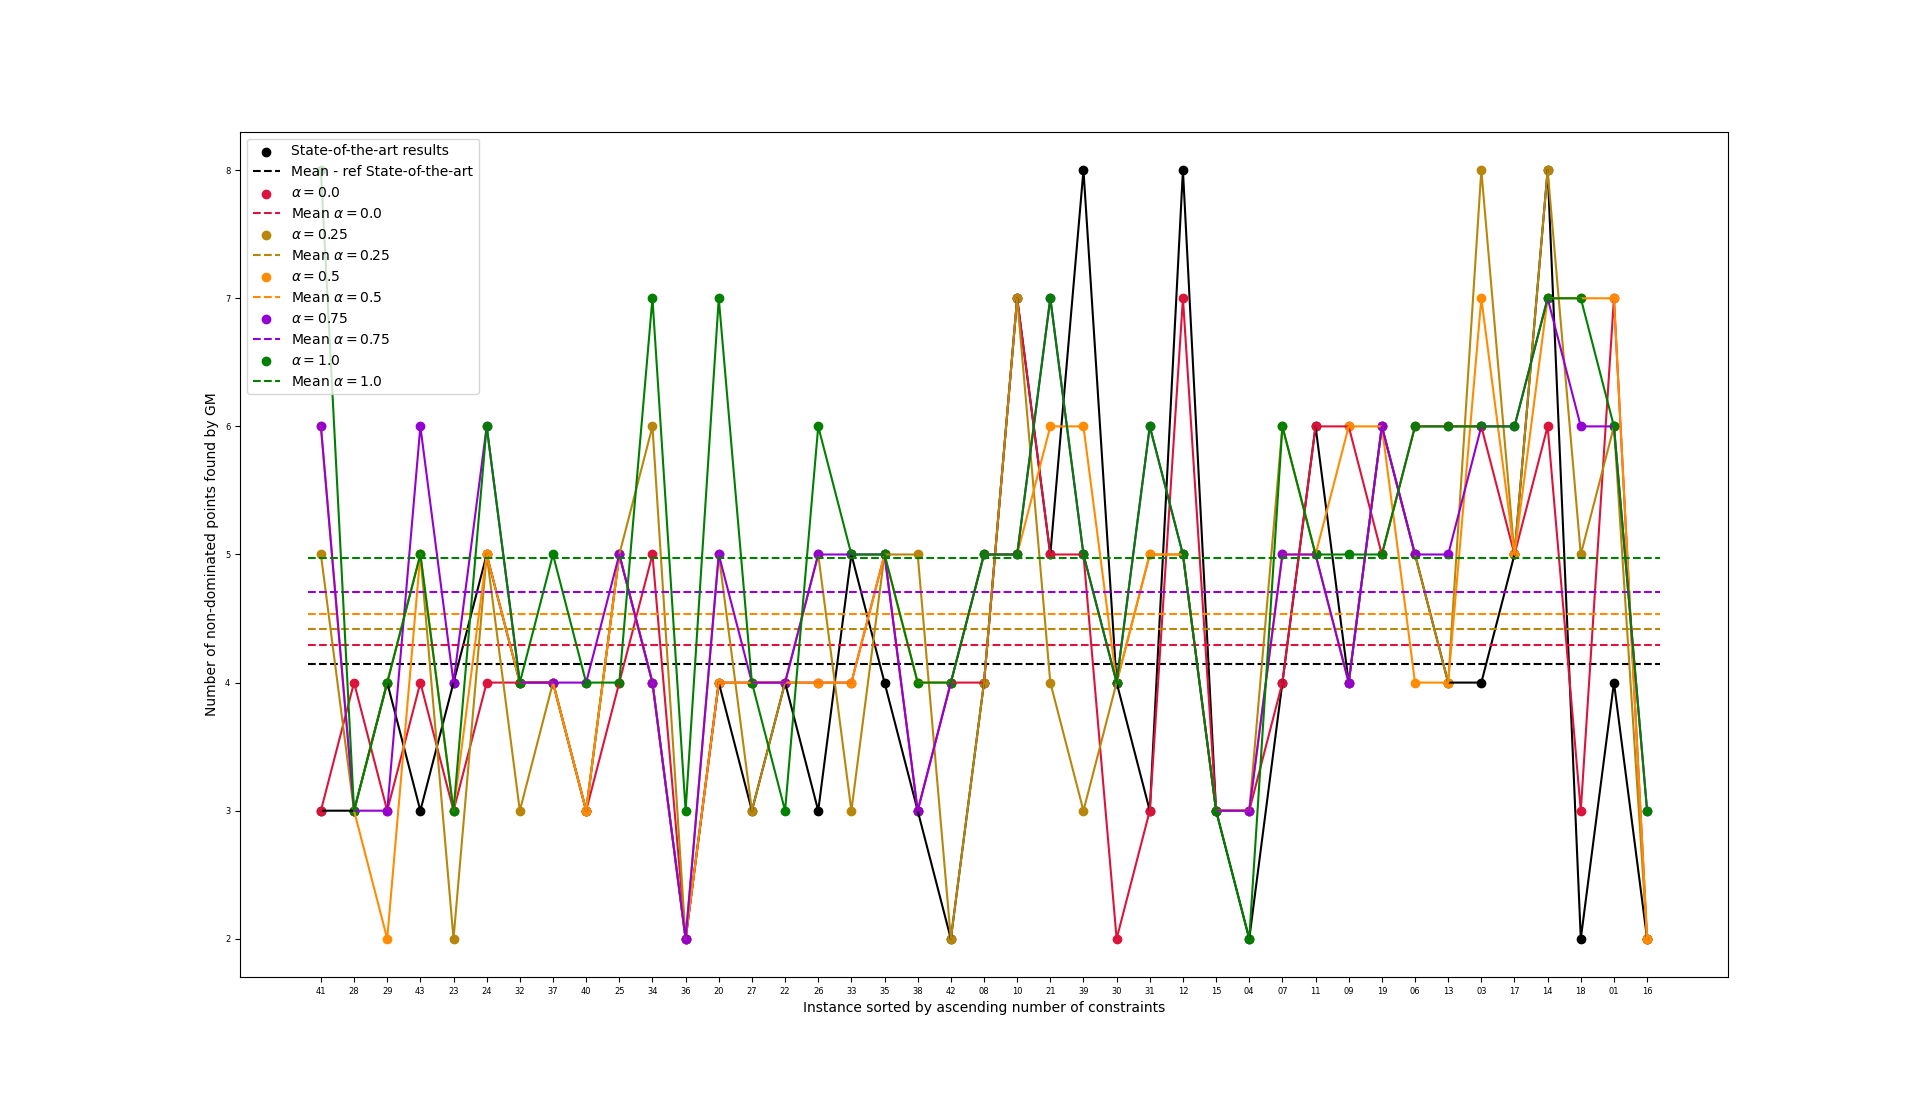 State-of-the-art results
Mean - ref State-of-the-art
α = 0.0
Mean α = 0.0
α = 0.25
Mean α = 0.25
α = 0.5
Mean α = 0.5
α = 0.75
Mean α = 0.75
α = 1.0
Mean α = 1.0
8
7
6
5
4
3
2
Number of non-dominated points found by GM
41 28 29 43 23 24 32 37 40 25 34 36 20 27 22 26 33 35 38 42 08 10 21 39 30 31 12 15 04 07 11 09 19 06 13 03 17 14 18 01 16
Instance sorted by ascending number of constraints